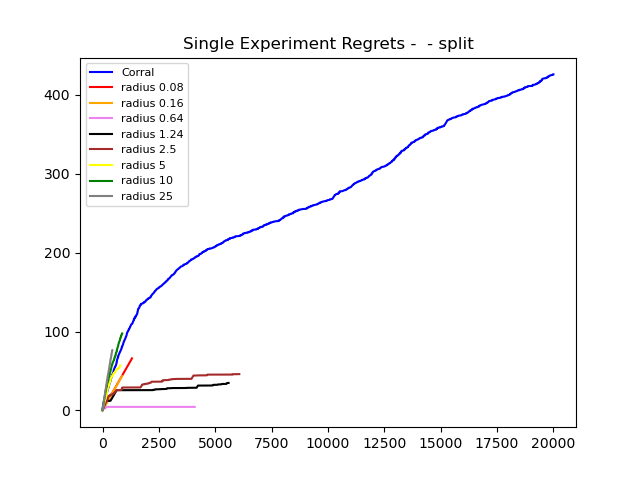 Single Experiment Regrets -  - split
Corral
radius 0.08
radius 0.16
radius 0.64
radius 1.24
radius 2.5
radius 5
radius 10
radius 25
400
300
200
100
0
0 2500 5000 7500 10000 12500 15000 17500 20000